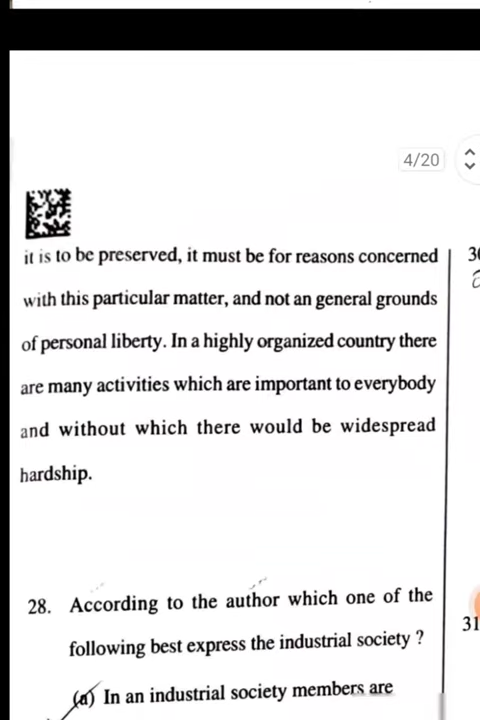 4/20
it is to be preserved, it must be for reasons concerned
with this particular matter, and not an general grounds
of personal liberty. In a highly organized country there
are many activities which are important to everybody
and without which there would be widespread
hardship.
28. According to the author which one of the
following best express the industrial society ?
(a) In an industrial society members are
31